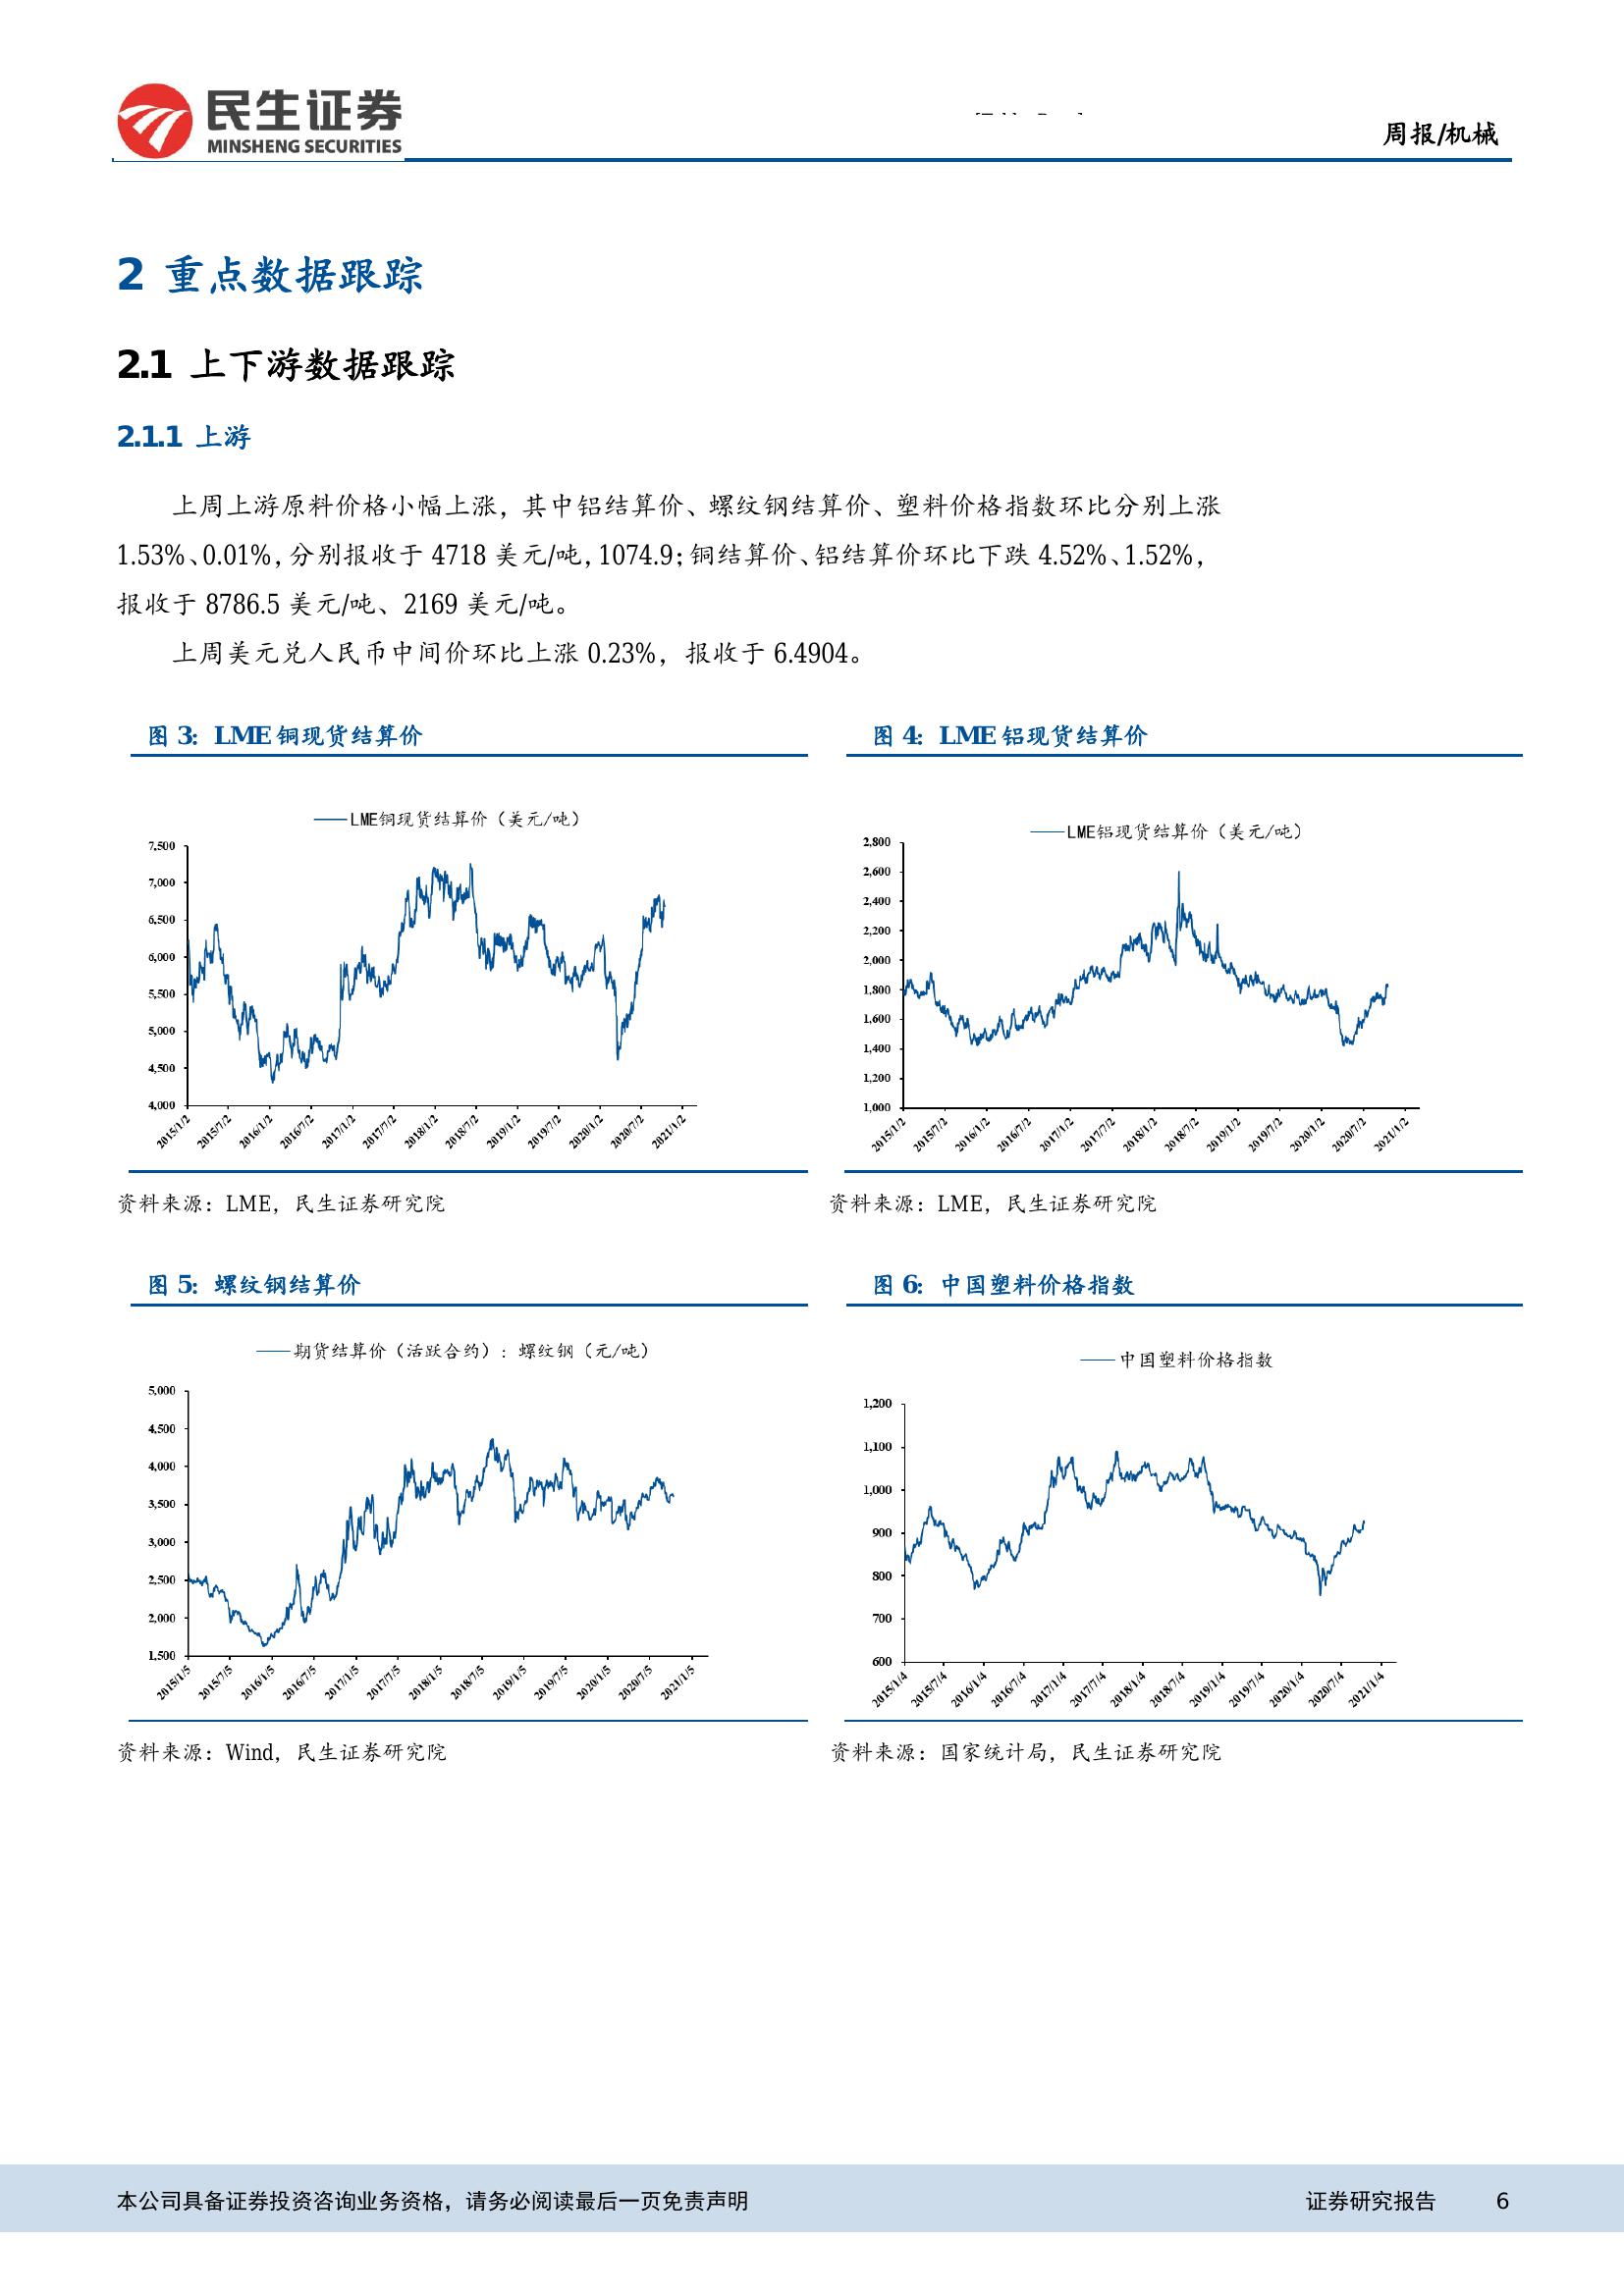 民生证券
MINSHENG SECURITIES
周报/机械
2 重点数据跟踪
2.1 上下游数据跟踪
2.1.1 上游
上周上游原料价格小幅上涨，其中铝结算价、螺纹钢结算价、塑料价格指数环比分别上涨
1.53%、0.01%，分别报收于 4718 美元/吨，1074.9；铜结算价、铝结算价环比下跌 4.52%、1.52%，
报收于 8786.5 美元/吨、2169 美元/吨。
上周美元兑人民币中间价环比上涨 0.23%，报收于 6.4904。
图 3：LME 铜现货结算价
LME铜现货结算价（美元/吨）
7,500
7,000
6,500
6,000
5,500
5,000
4,500
4,000
2015/1/2 2015/7/2 2016/1/2 2016/7/2 2017/1/2 2017/7/2 2018/1/2 2018/7/2 2019/1/2 2019/7/2 2020/1/2 2020/7/2 2021/1/2
资料来源：LME，民生证券研究院
图 4：LME 铝现货结算价
LME铝现货结算价（美元/吨）
2,800
2,600
2,400
2,200
2,000
1,800
1,600
1,400
1,200
1,000
2015/1/2 2015/7/2 2016/1/2 2016/7/2 2017/1/2 2017/7/2 2018/1/2 2018/7/2 2019/1/2 2019/7/2 2020/1/2 2020/7/2 2021/1/2
资料来源：LME，民生证券研究院
图 5：螺纹钢结算价
期货结算价（活跃合约）：螺纹钢（元/吨）
5,000
4,500
4,000
3,500
3,000
2,500
2,000
1,500
2015/1/5 2015/7/5 2016/1/5 2016/7/5 2017/1/5 2017/7/5 2018/1/5 2018/7/5 2019/1/5 2019/7/5 2020/1/5 2020/7/5 2021/1/5
资料来源：Wind，民生证券研究院
图 6：中国塑料价格指数
中国塑料价格指数
1,200
1,100
1,000
900
800
700
600
2015/1/4 2015/7/4 2016/1/4 2016/7/4 2017/1/4 2017/7/4 2018/1/4 2018/7/4 2019/1/4 2019/7/4 2020/1/4 2020/7/4 2021/1/4
资料来源：国家统计局，民生证券研究院
本公司具备证券投资咨询业务资格，请务必阅读最后一页免责声明
证券研究报告 6